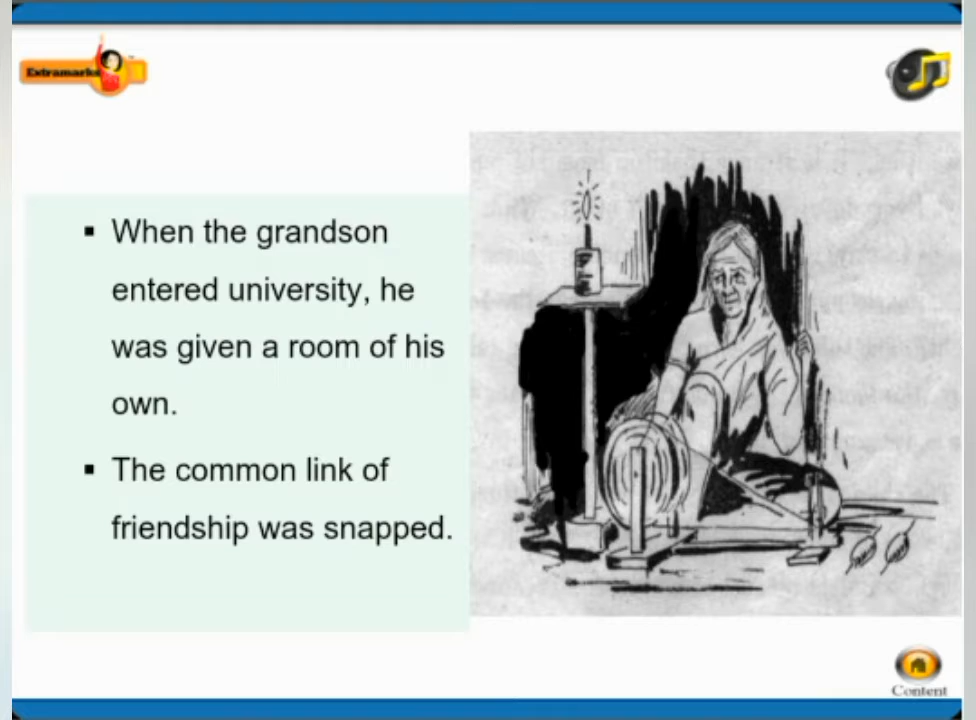 Extramarks
▪ When the grandson
entered university, he
was given a room of his
own.
▪ The common link of
friendship was snapped.
Content